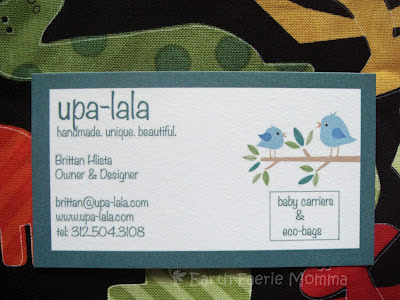 upa-lala
handmade. unique. beautiful.
Brittan Hlista
Owner & Designer
brittan@upa-lala.com
www.upa-lala.com
tel: 312.504.3108
baby carriers
&
eco-bags
Earth Faerie Momma